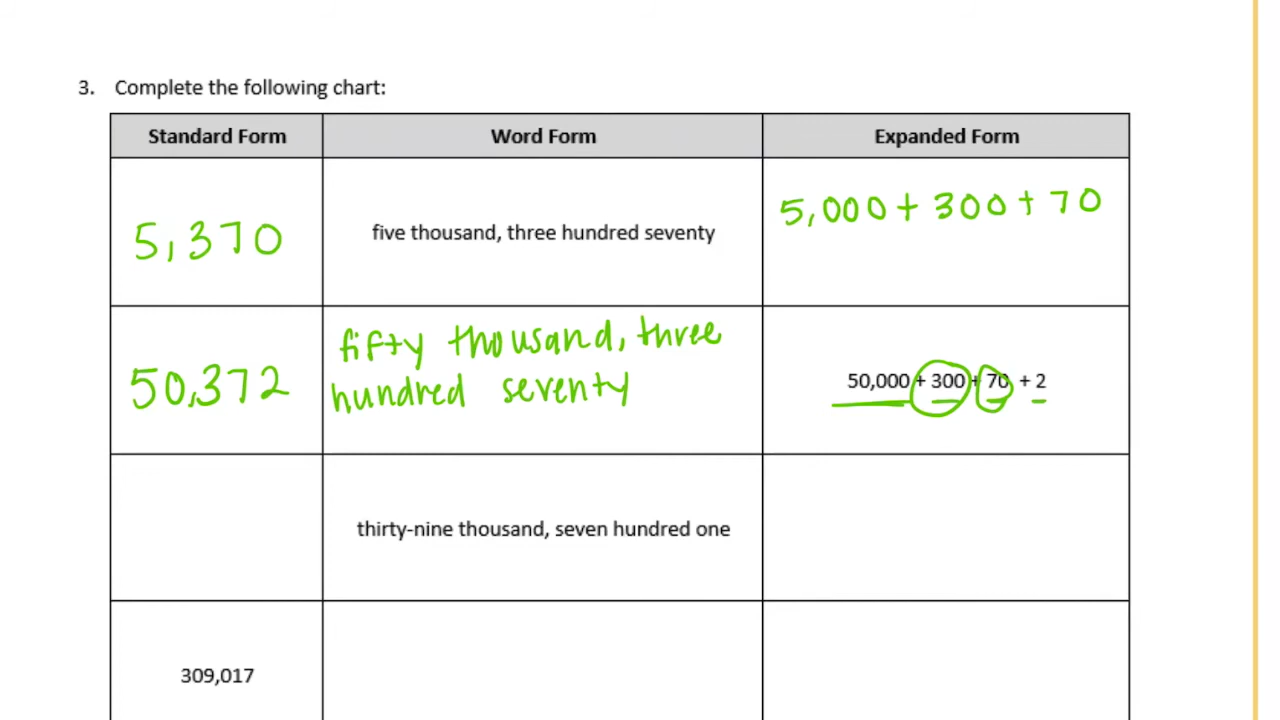 3. Complete the following chart:
Standard Form Word Form Expanded Form
5,370 five thousand, three hundred seventy 5,000 + 300 + 70
fifty thousand, three
hundred seventy
50,372 50,000 + 300 + 70 + 2
thirty-nine thousand, seven hundred one
309,017